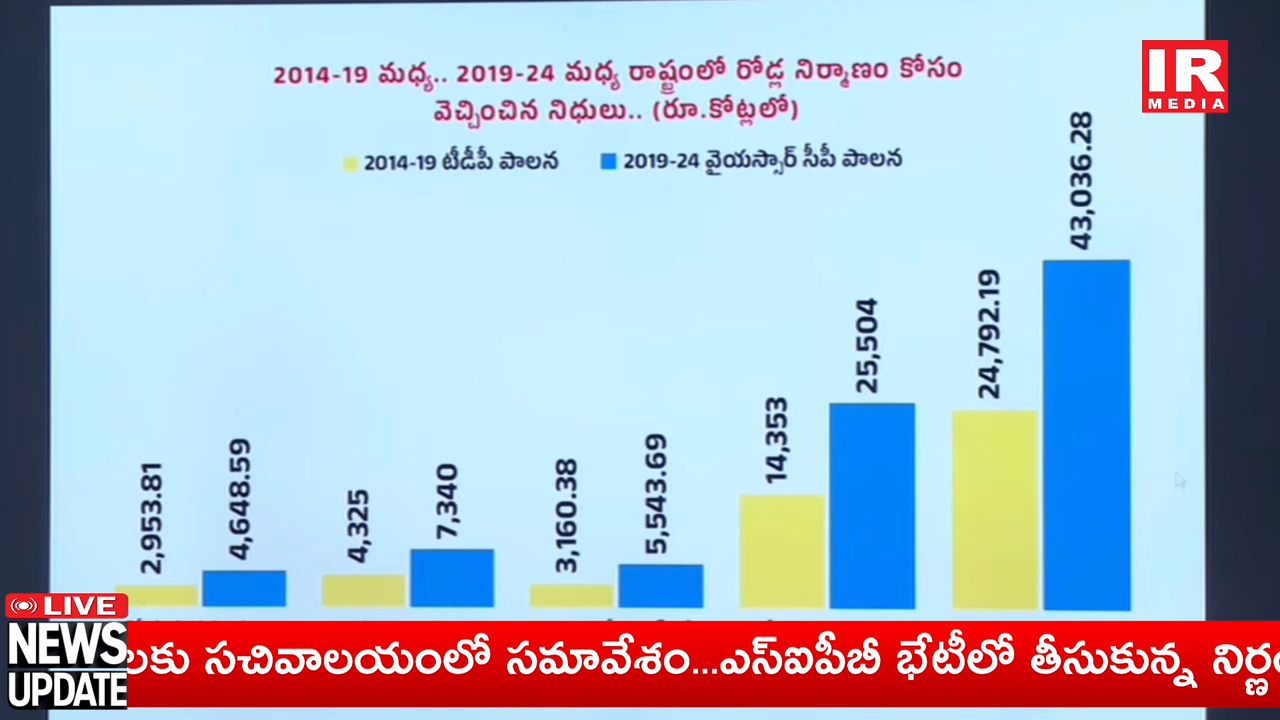 IR
MEDIA
2014-19 మధ్య.. 2019-24 మధ్య రాష్ట్రంలో రోడ్ల నిర్మాణం కోసం
వెచ్చించిన నిధులు.. (రూ.కోట్లలో)
2014-19 టీడీపీ పాలన
2019-24 వైయస్సార్ సీపీ పాలన
2,953.81
4,648.59
4,325
7,340
3,160.38
5,543.69
14,353
25,504
24,792.19
43,036.28
LIVE
NEWS
UPDATE
లకు సచివాలయంలో సమావేశం...ఎస్ఐపీబీ భేటీలో తీసుకున్న